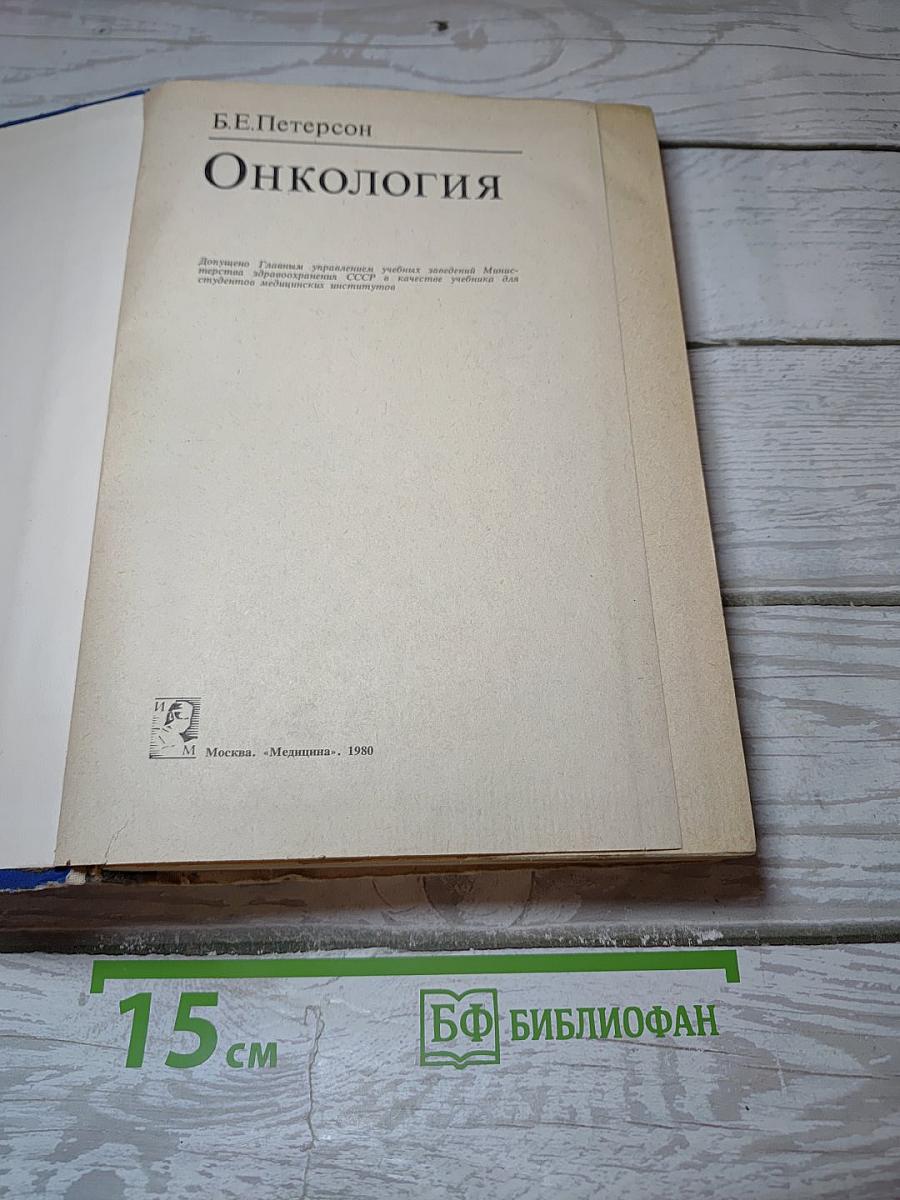 Б.Е.Петерсон
Онкология
Допущено Главным управлением учебных заведений Минис-
терства здравоохранения СССР в качестве учебника для
студентов медицинских институтов
И
М
Москва. «Медицина». 1980
15 см
БФ БИБЛИОФАН